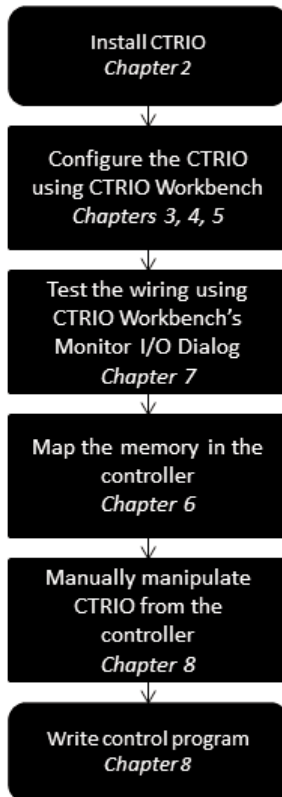 Install CTRIO
Chapter 2
Configure the CTRIO
using CTRIO Workbench
Chapters 3, 4, 5
Test the wiring using
CTRIO Workbench’s
Monitor I/O Dialog
Chapter 7
Map the memory in the
controller
Chapter 6
Manually manipulate
CTRIO from the
controller
Chapter 8
Write control program
Chapter 8